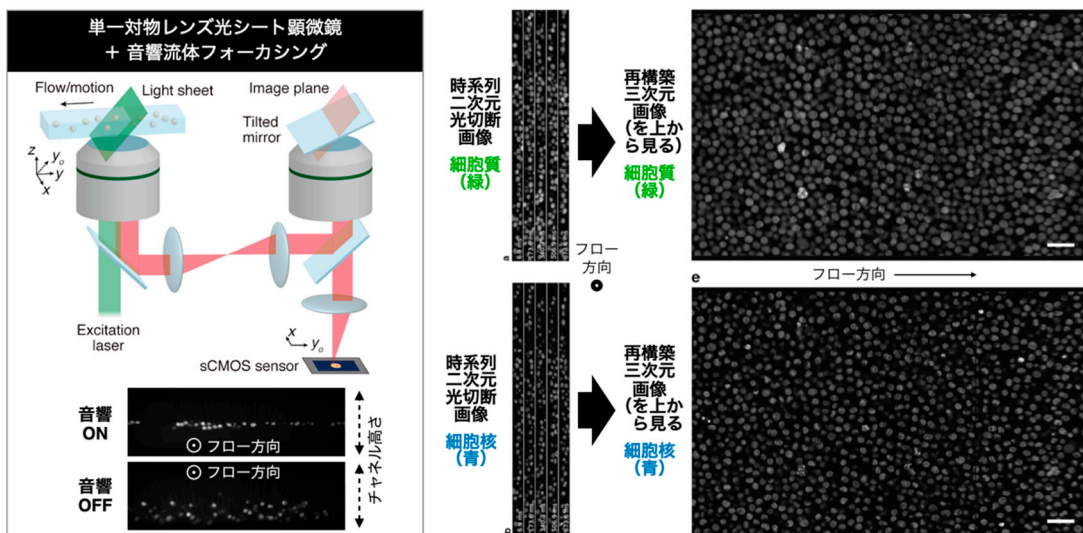 単一対物レンズ光シート顕微鏡
+ 音響流体フォーカシング
Flow/motion
Light sheet
Image plane
Tilted
mirror
z
yₒ
y
x
Excitation
laser
x
yₒ
sCMOS sensor
音響
ON
フロー方向
音響
OFF
フロー方向
チャネル高さ
時系列
二次元
光切断
画像
細胞質
(緑)
a
再構築
三次元
画像
(を上か
ら見る)
細胞質
(緑)
フロー
方向
e
フロー方向
時系列
二次元
光切断
画像
細胞核
(青)
b
再構築
三次元
画像
(を上か
ら見る
細胞核
(青)